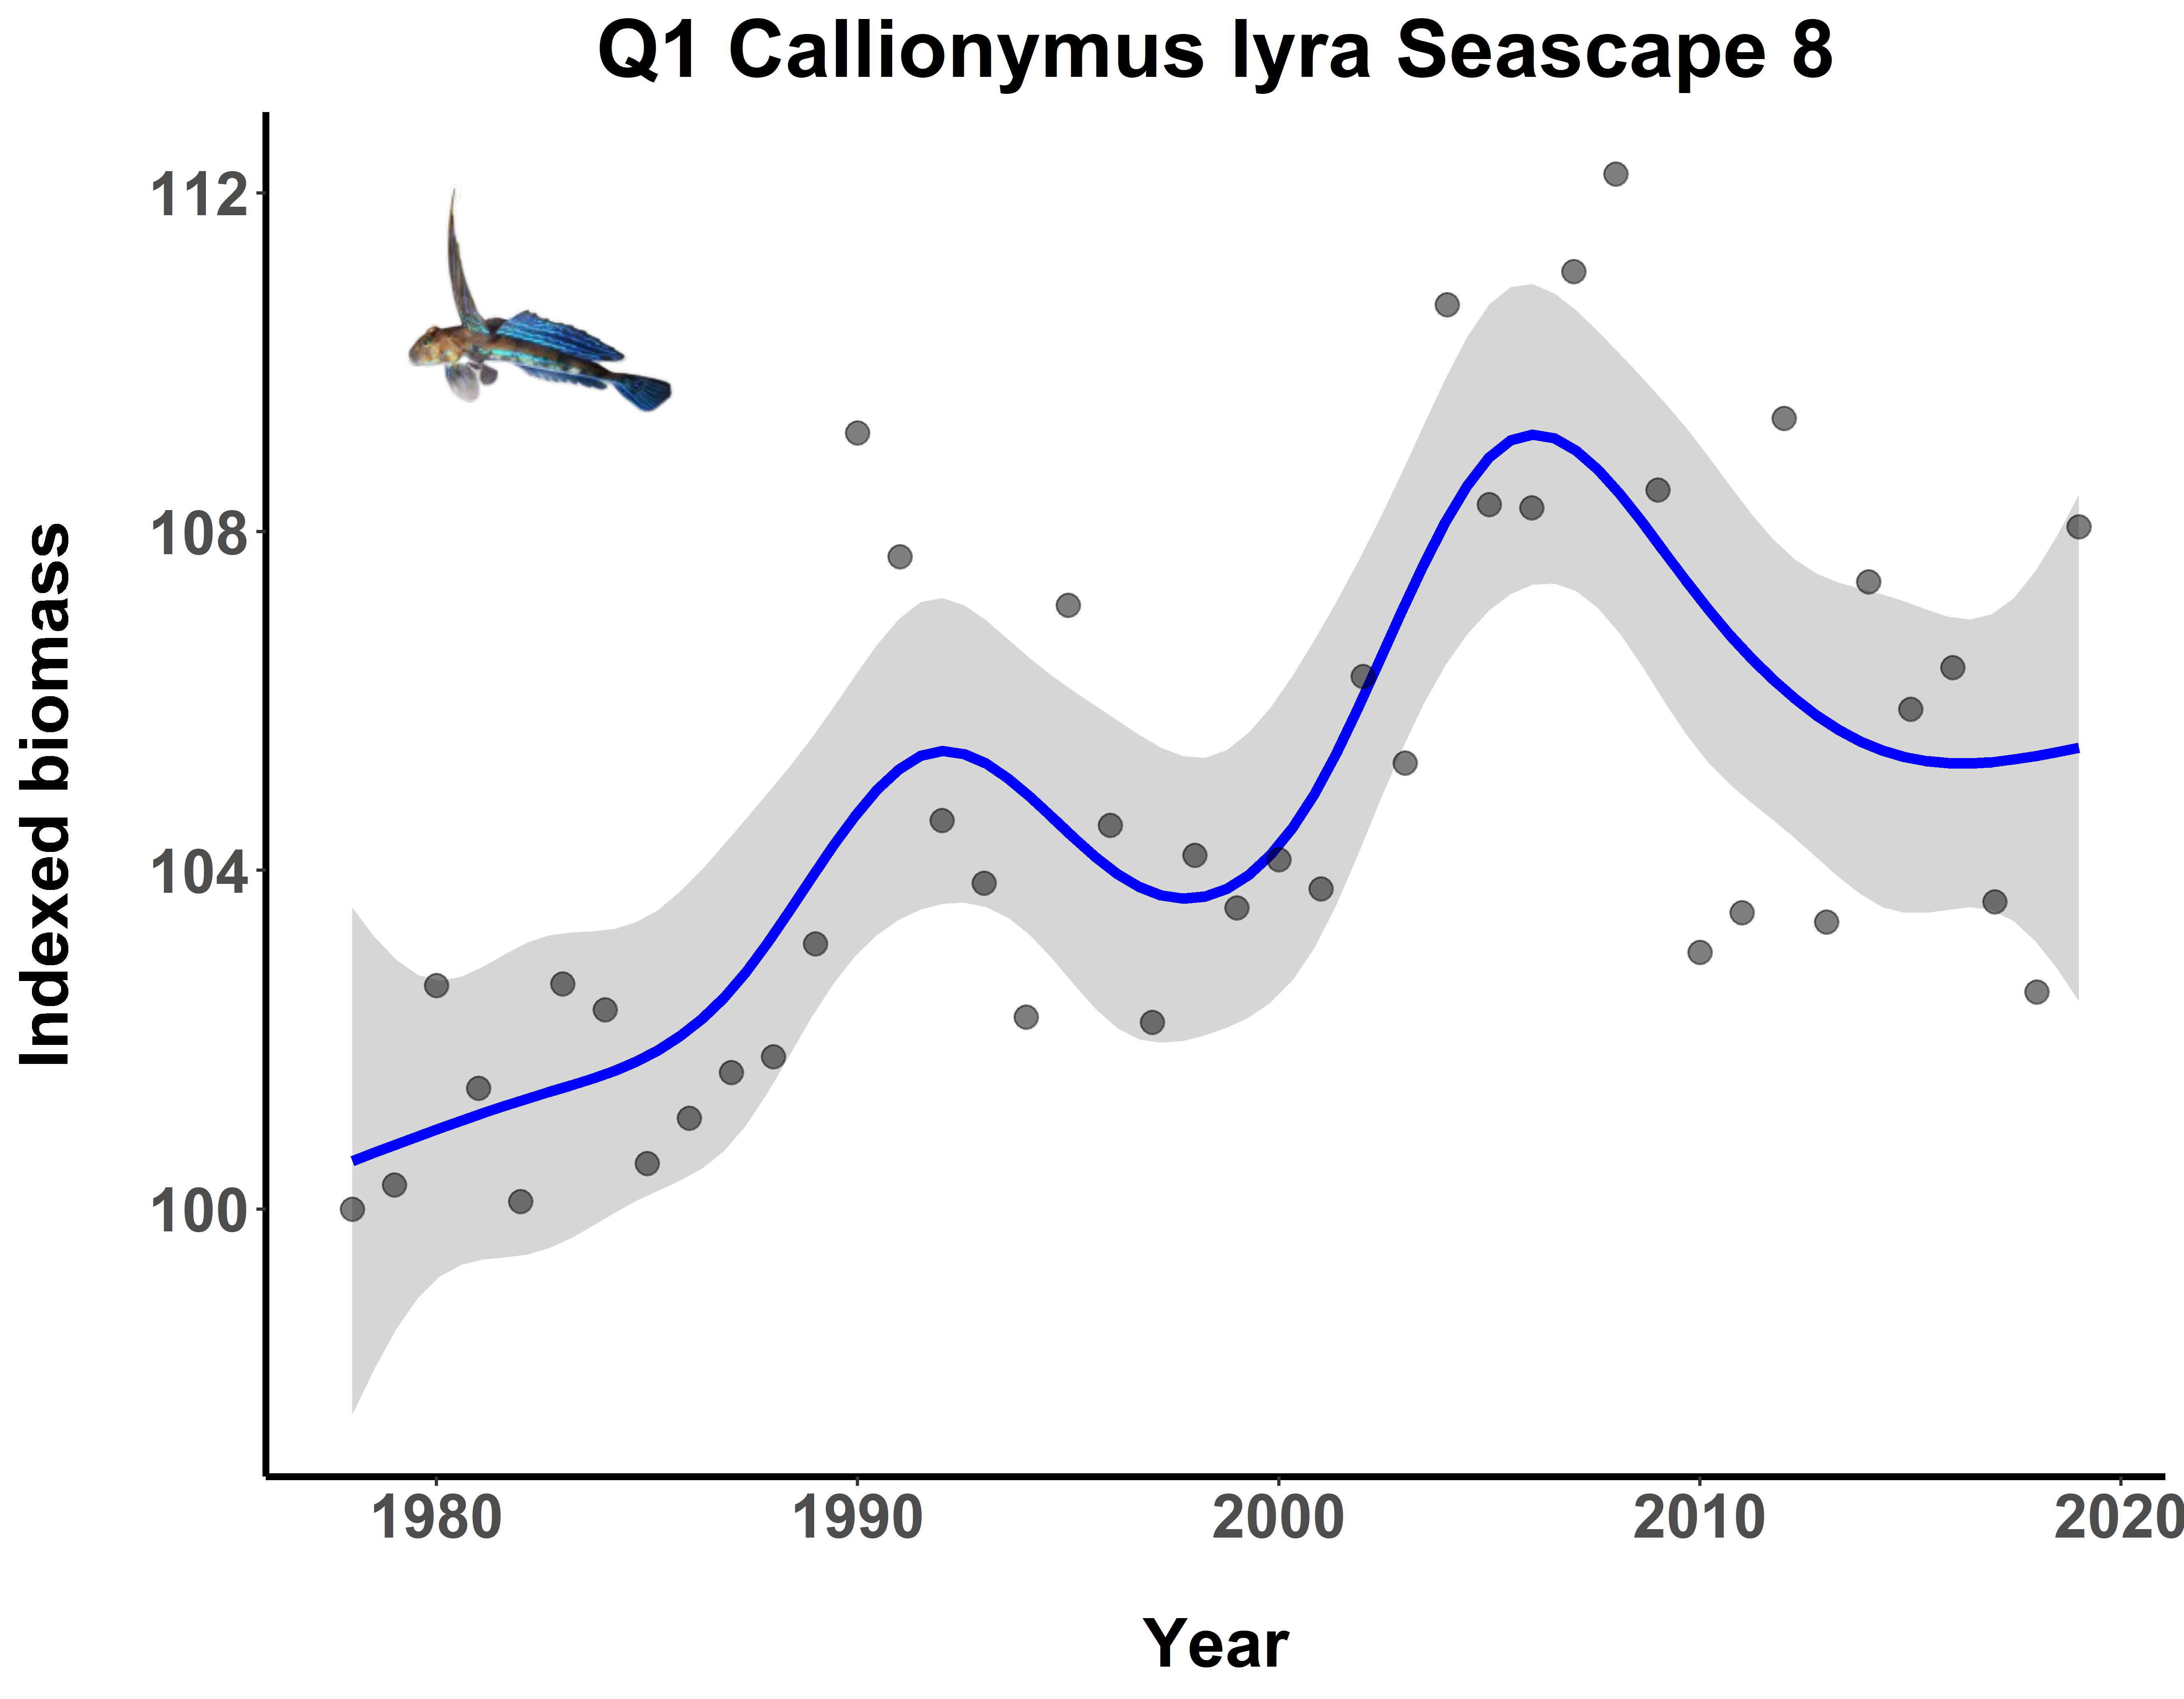 Q1 Callionymus lyra Seascape 8
Indexed biomass
112
108
104
100
1980 1990 2000 2010 2020
Year